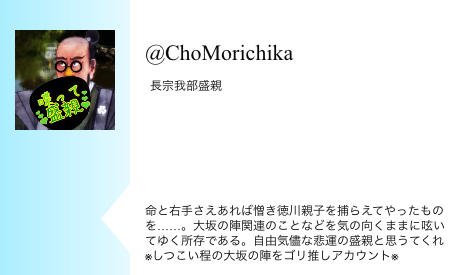 @ChoMorichika
長宗我部盛親
喋って
盛親
命と右手さえあれば憎き徳川親子を捕らえてやったもの
を……。大坂の陣関連のことなどを気の向くままに呟い
てゆく所存である。自由気儘な悲運の盛親と思うてくれ
※しつこい程の大坂の陣をゴリ推しアカウント※